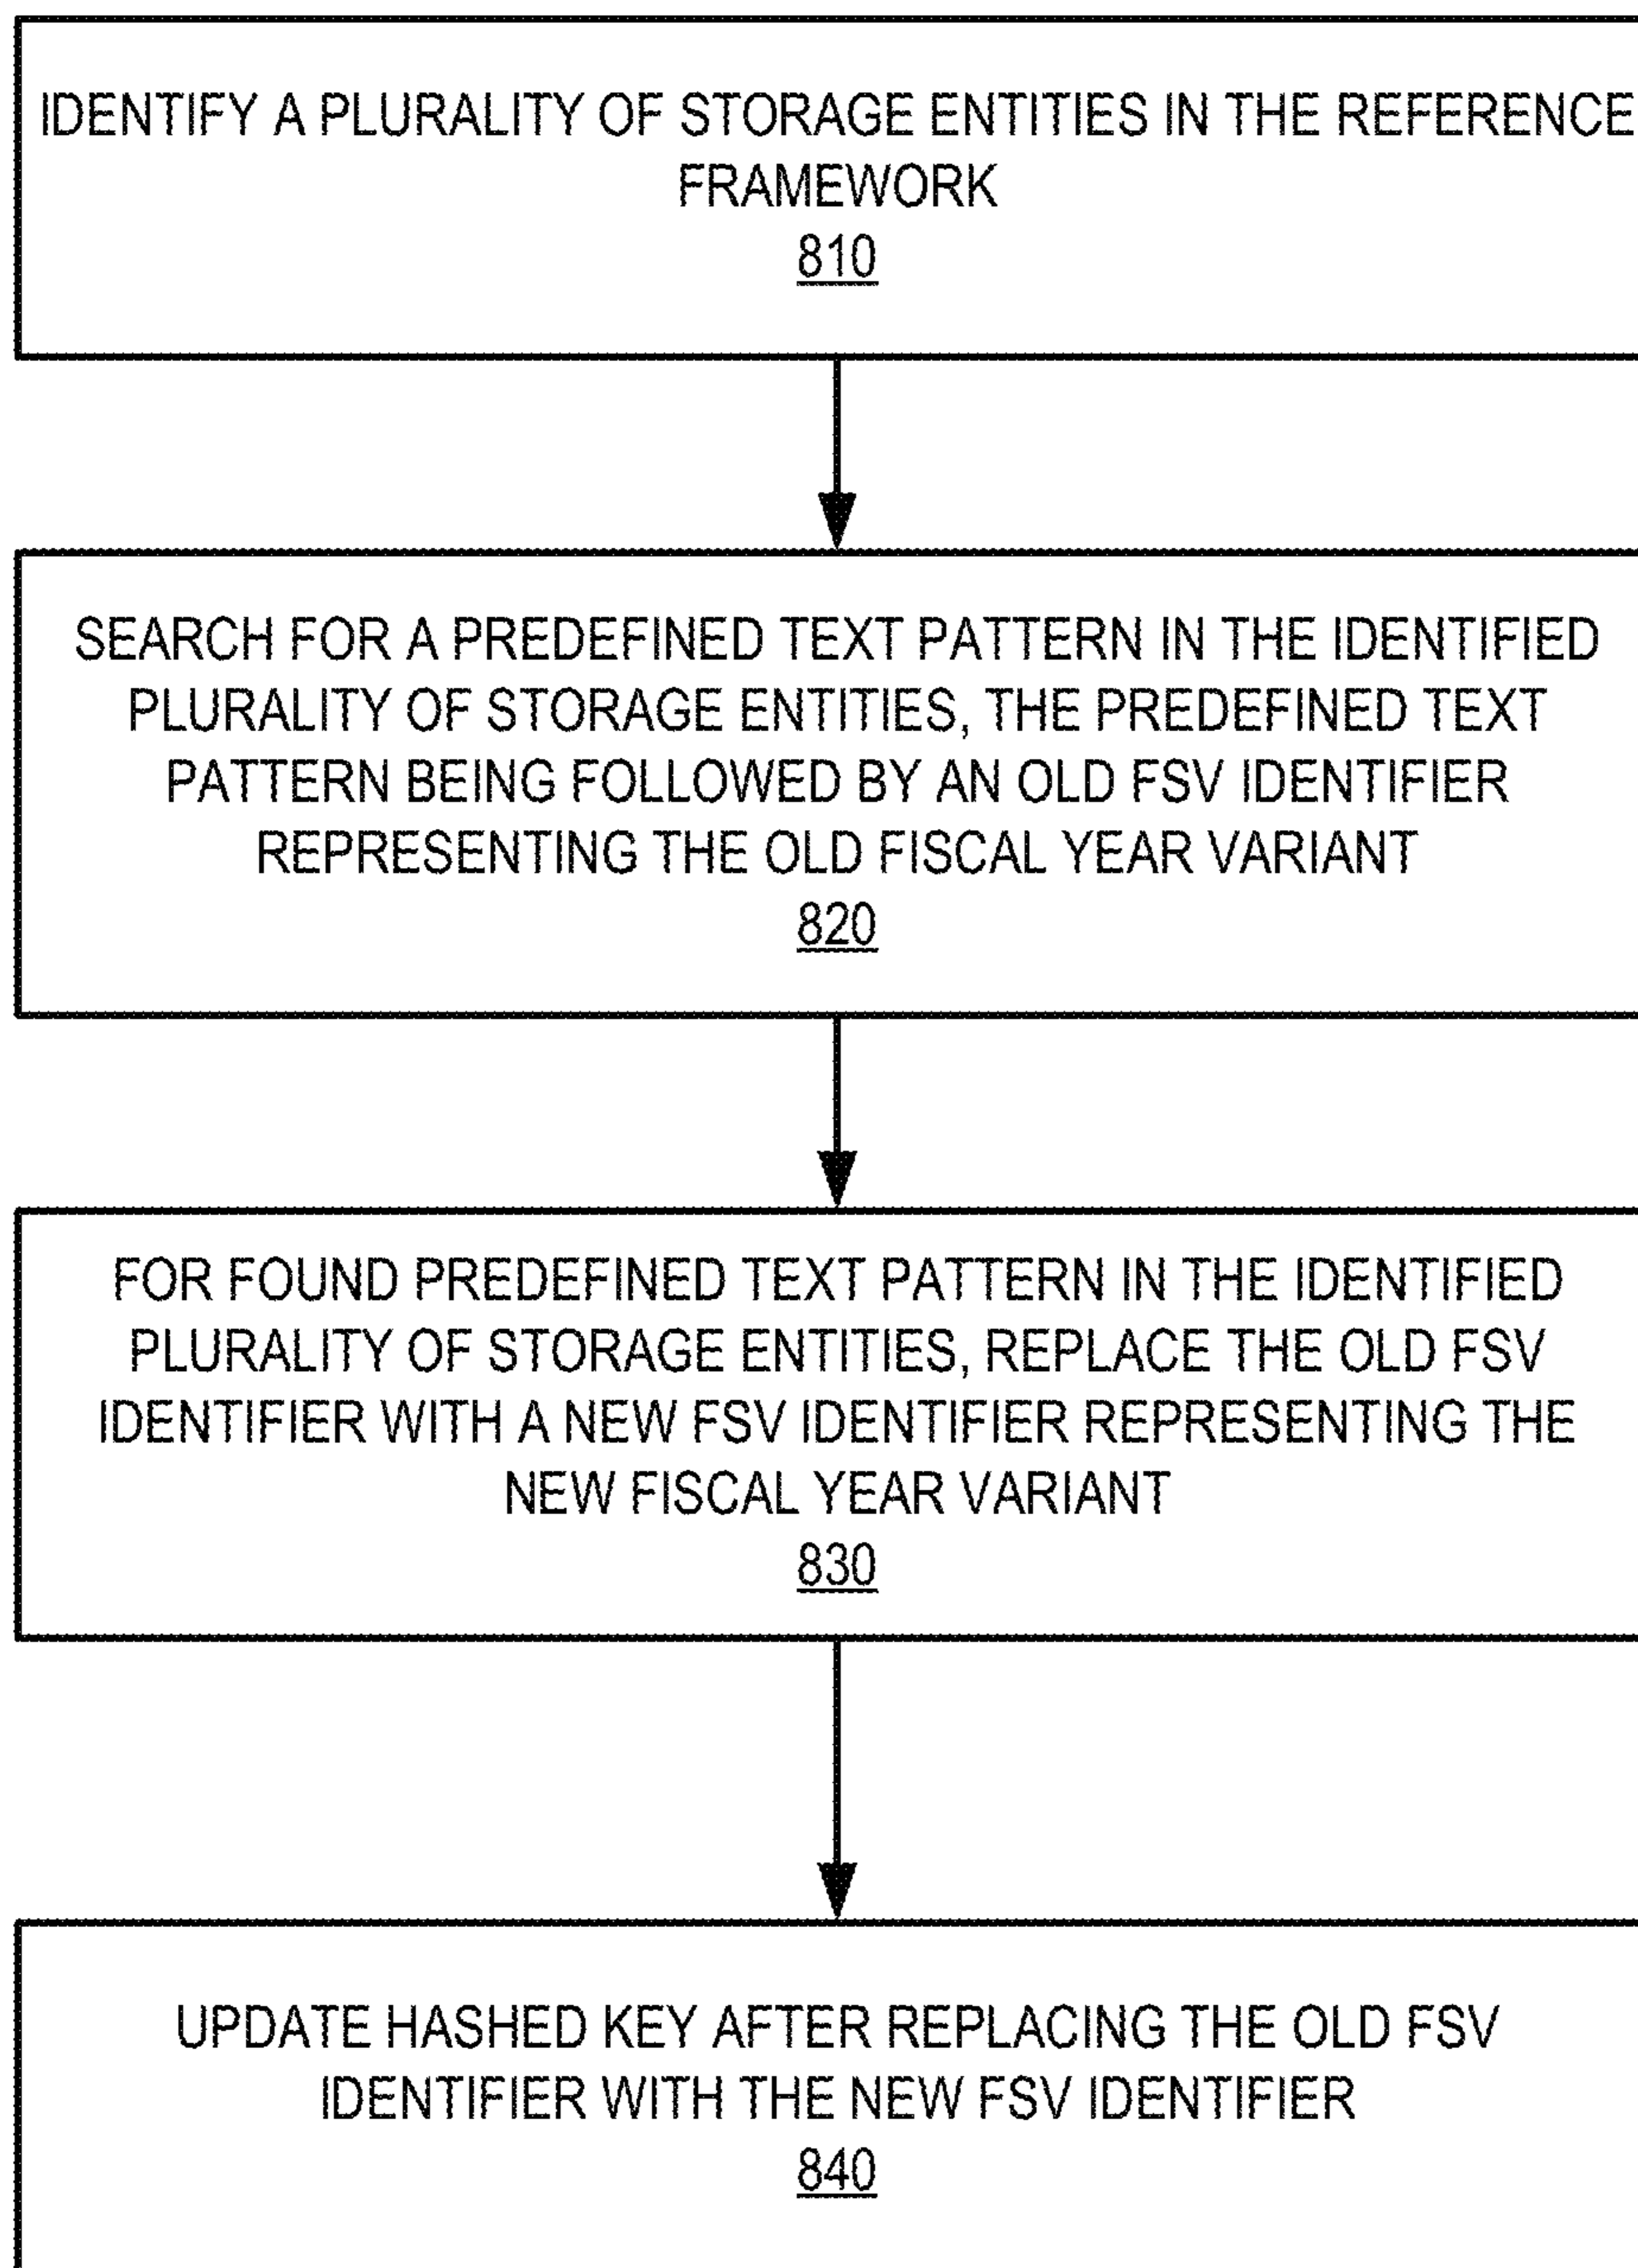 IDENTIFY A PLURALITY OF STORAGE ENTITIES IN THE REFERENCE
FRAMEWORK
810
SEARCH FOR A PREDEFINED TEXT PATTERN IN THE IDENTIFIED
PLURALITY OF STORAGE ENTITIES, THE PREDEFINED TEXT
PATTERN BEING FOLLOWED BY AN OLD FSV IDENTIFIER
REPRESENTING THE OLD FISCAL YEAR VARIANT
820
FOR FOUND PREDEFINED TEXT PATTERN IN THE IDENTIFIED
PLURALITY OF STORAGE ENTITIES, REPLACE THE OLD FSV
IDENTIFIER WITH A NEW FSV IDENTIFIER REPRESENTING THE
NEW FISCAL YEAR VARIANT
830
UPDATE HASHED KEY AFTER REPLACING THE OLD FSV
IDENTIFIER WITH THE NEW FSV IDENTIFIER
840